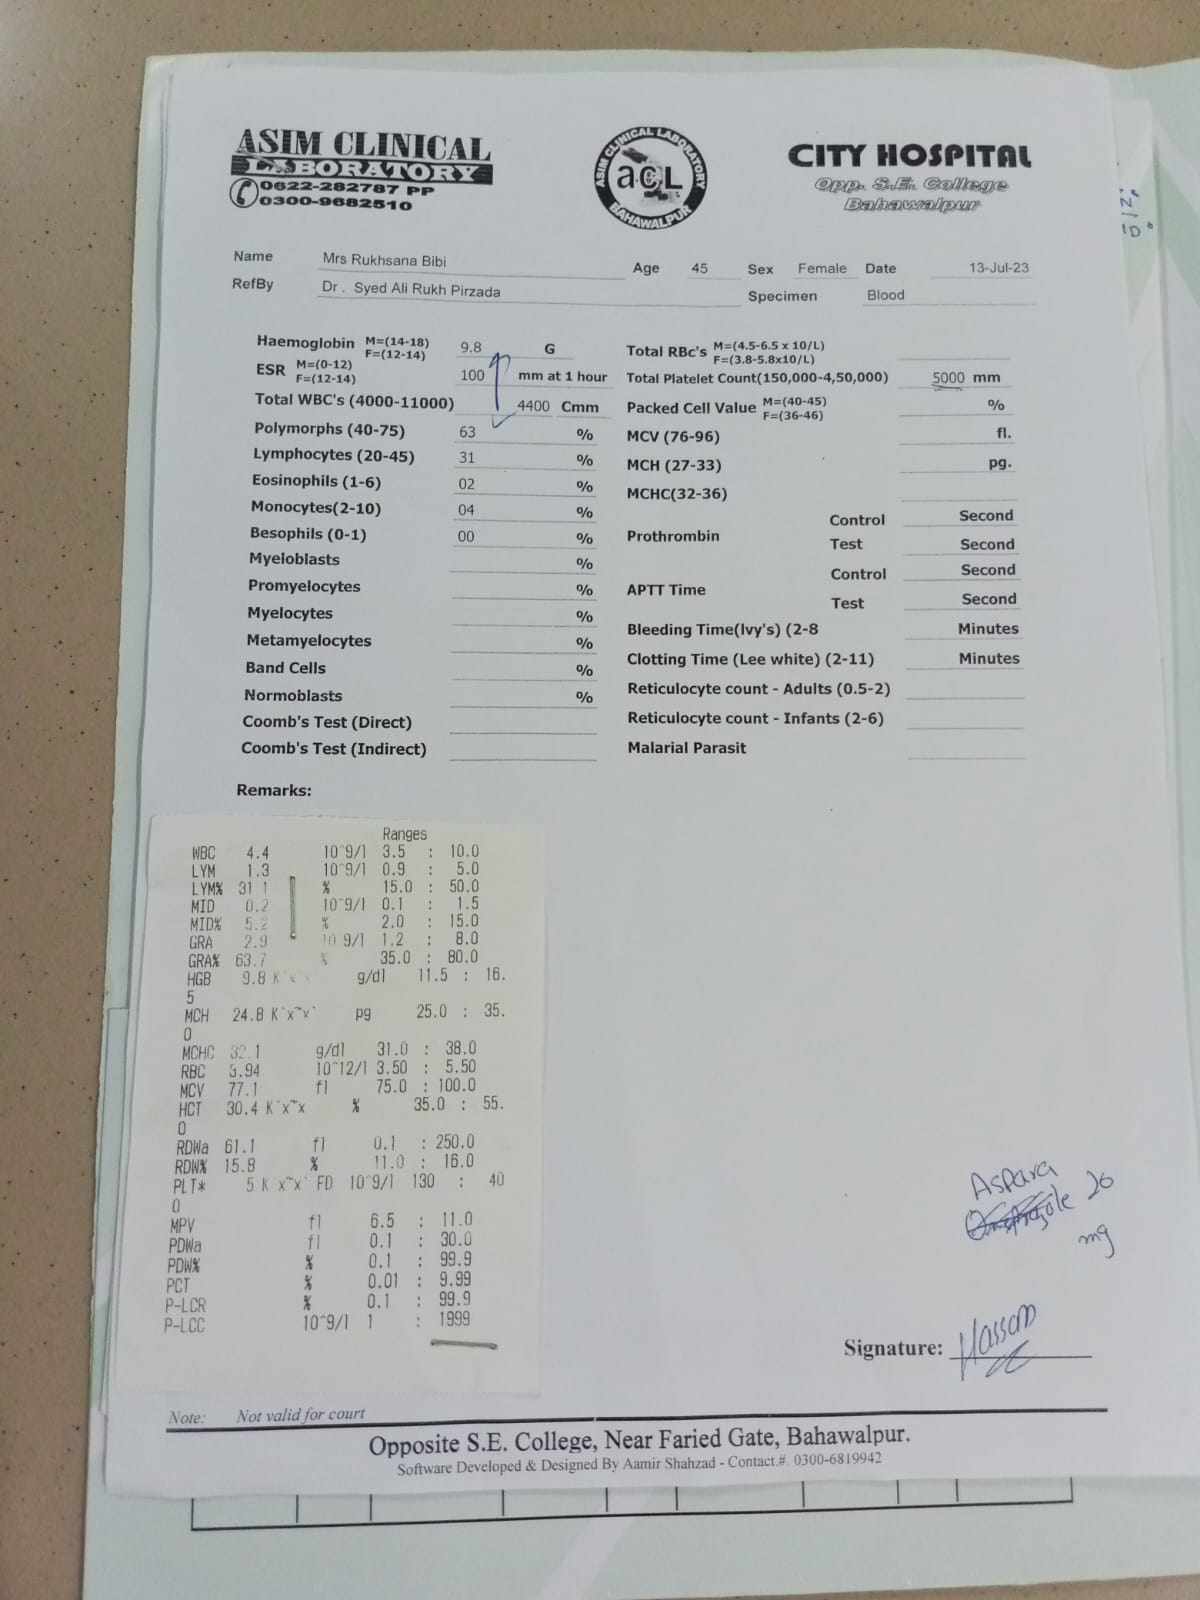 ASIM CLINICAL
LABORATORY
0622-282787 PP
0300-9682510
ASIM CLINICAL LABORATORY
aCL
BAHAWALPUR
CITY HOSPITAL
Opp. S.E. College
Bahawalpur
Name Mrs Rukhsana Bibi Age 45 Sex Female Date 13-Jul-23
RefBy Dr . Syed Ali Rukh Pirzada Specimen Blood
Haemoglobin M=(14-18) F=(12-14) 9.8 G
ESR M=(0-12) F=(12-14) 100 mm at 1 hour
Total WBC's (4000-11000) 4400 Cmm
Polymorphs (40-75) 63 %
Lymphocytes (20-45) 31 %
Eosinophils (1-6) 02 %
Monocytes(2-10) 04 %
Besophils (0-1) 00 %
Myeloblasts %
Promyelocytes %
Myelocytes %
Metamyelocytes %
Band Cells %
Normoblasts %
Coomb's Test (Direct)
Coomb's Test (Indirect)
Total RBc's M=(4.5-6.5 x 10/L) F=(3.8-5.8x10/L)
Total Platelet Count(150,000-4,50,000) 5000 mm
Packed Cell Value M=(40-45) F=(36-46) %
MCV (76-96) fl.
MCH (27-33) pg.
MCHC(32-36)
Prothrombin Control Second
Test Second
APTT Time Control Second
Test Second
Bleeding Time(Ivy's) (2-8 Minutes
Clotting Time (Lee white) (2-11) Minutes
Reticulocyte count - Adults (0.5-2)
Reticulocyte count - Infants (2-6)
Malarial Parasit
Remarks:
Ranges
WBC 4.4 10^9/l 3.5 : 10.0
LYM 1.3 10^9/l 0.9 : 5.0
LYM% 31 1 % 15.0 : 50.0
MID 0.2 10^9/l 0.1 : 1.5
MID% 5.2 % 2.0 : 15.0
GRA 2.9 10^9/l 1.2 : 8.0
GRA% 63.7 % 35.0 : 80.0
HGB 9.8 g/dl 11.5 : 16.
5
MCH 24.8 pg 25.0 : 35.
0
MCHC 32.1 g/dl 31.0 : 38.0
RBC 3.94 10^12/l 3.50 : 5.50
MCV 77.1 fl 75.0 : 100.0
HCT 30.4 % 35.0 : 55.
0
RDWa 61.1 fl 0.1 : 250.0
RDW% 15.8 % 11.0 : 16.0
PLT* 5 FD 10^9/l 130 : 40
0
MPV fl 6.5 : 11.0
PDWa fl 0.1 : 30.0
PDW% % 0.1 : 99.9
PCT % 0.01 : 9.99
P-LCR % 0.1 : 99.9
P-LCC 10^9/l 1 : 1999
mg
Signature: Hassan
Note: Not valid for court
Opposite S.E. College, Near Faried Gate, Bahawalpur.
Software Developed & Designed By Aamir Shahzad - Contact.#. 0300-6819942